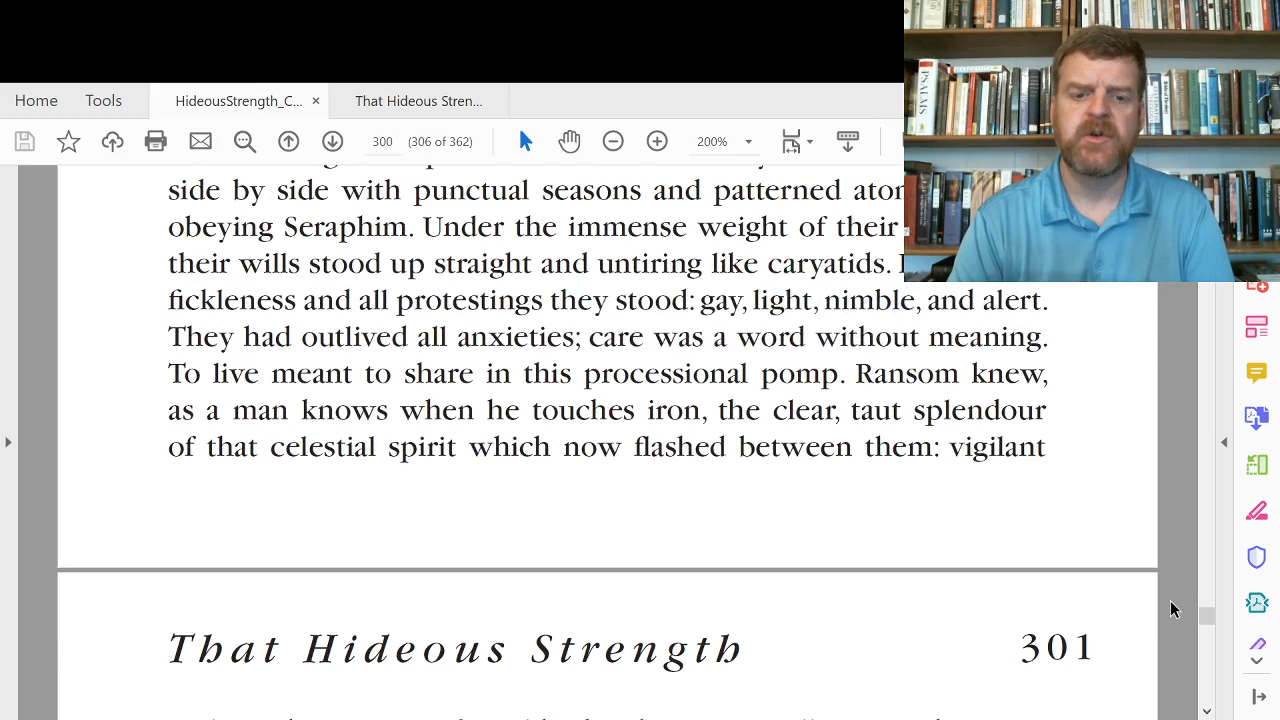 Home Tools HideousStrength_C... × That Hideous Stren...
300 (306 of 362) 200%
side by side with punctual seasons and patterned
obeying Seraphim. Under the immense weight of their
their wills stood up straight and untiring like caryatids.
fickleness and all protestings they stood: gay, light, nimble, and alert.
They had outlived all anxieties; care was a word without meaning.
To live meant to share in this processional pomp. Ransom knew,
as a man knows when he touches iron, the clear, taut splendour
of that celestial spirit which now flashed between them: vigilant
That Hideous Strength 301
PSALMS